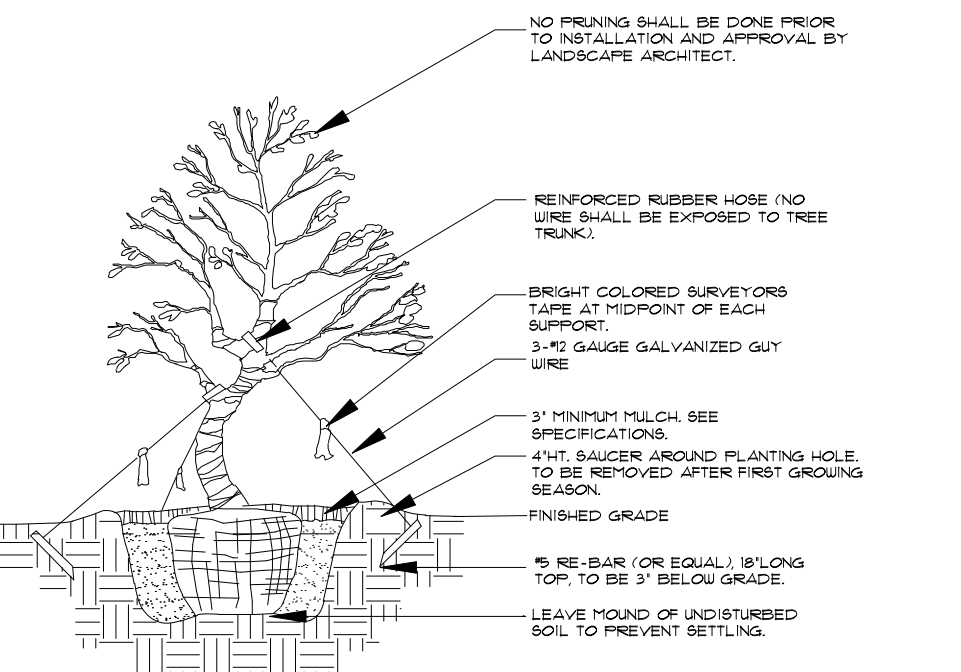 NO PRUNING SHALL BE DONE PRIOR
TO INSTALLATION AND APPROVAL BY
LANDSCAPE ARCHITECT.
REINFORCED RUBBER HOSE (NO
WIRE SHALL BE EXPOSED TO TREE
TRUNK).
BRIGHT COLORED SURVEYORS
TAPE AT MIDPOINT OF EACH
SUPPORT.
3-#12 GAUGE GALVANIZED GUY
WIRE
3" MINIMUM MULCH. SEE
SPECIFICATIONS.
4"HT. SAUCER AROUND PLANTING HOLE.
TO BE REMOVED AFTER FIRST GROWING
SEASON.
FINISHED GRADE
#5 RE-BAR (OR EQUAL), 18"LONG
TOP, TO BE 3" BELOW GRADE.
LEAVE MOUND OF UNDISTURBED
SOIL TO PREVENT SETTLING.